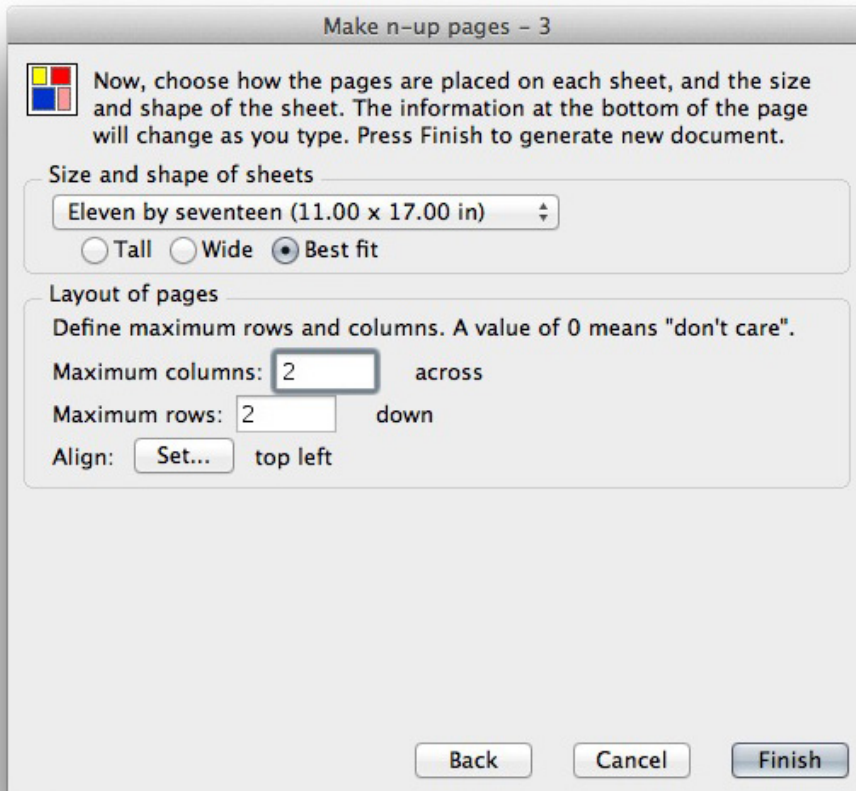 Make n-up pages - 3
Now, choose how the pages are placed on each sheet, and the size
and shape of the sheet. The information at the bottom of the page
will change as you type. Press Finish to generate new document.
Size and shape of sheets
Eleven by seventeen (11.00 x 17.00 in)
Tall Wide Best fit
Layout of pages
Define maximum rows and columns. A value of 0 means "don't care".
Maximum columns: 2 across
Maximum rows: 2 down
Align: Set... top left
Back Cancel Finish